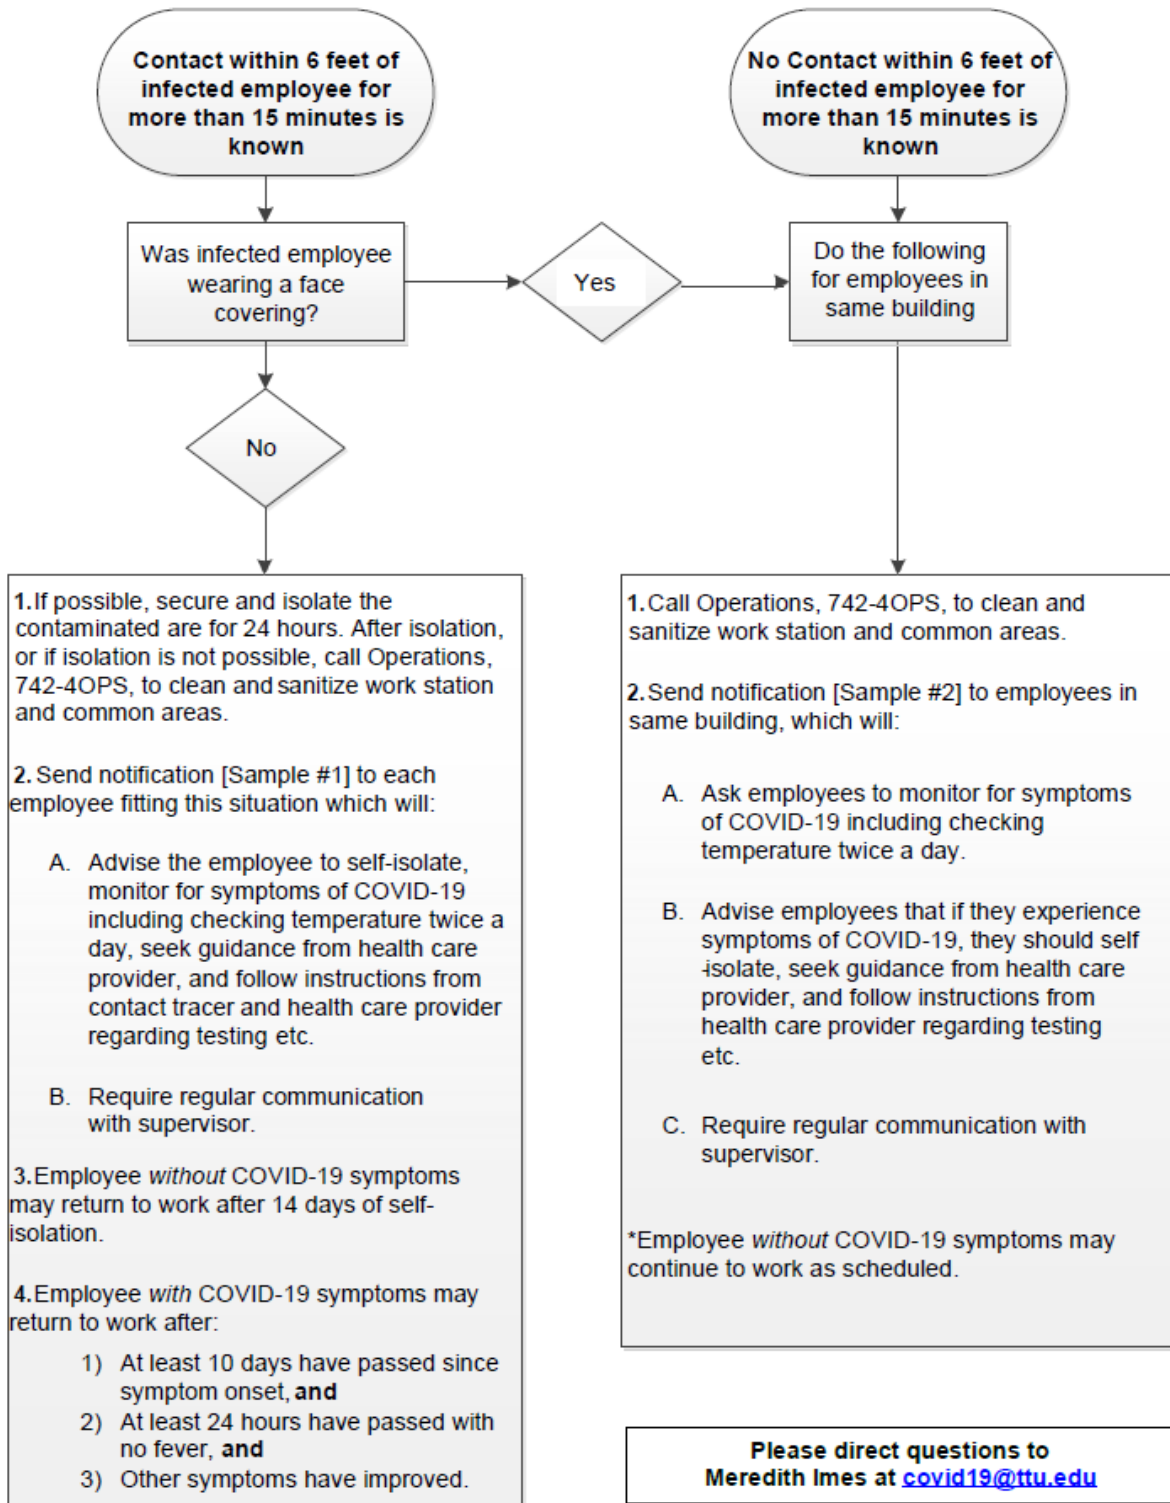 Contact within 6 feet of
infected employee for
more than 15 minutes is
known
No Contact within 6 feet of
infected employee for
more than 15 minutes is
known
Was infected employee
wearing a face
covering?
Yes
Do the following
for employees in
same building
No
1.If possible, secure and isolate the
contaminated are for 24 hours. After isolation,
or if isolation is not possible, call Operations,
742-4OPS, to clean and sanitize work station
and common areas.
2. Send notification [Sample #1] to each
employee fitting this situation which will:
A. Advise the employee to self-isolate,
monitor for symptoms of COVID-19
including checking temperature twice a
day, seek guidance from health care
provider, and follow instructions from
contact tracer and health care provider
regarding testing etc.
B. Require regular communication
with supervisor.
3.Employee without COVID-19 symptoms
may return to work after 14 days of self-
isolation.
4.Employee with COVID-19 symptoms may
return to work after:
1) At least 10 days have passed since
symptom onset, and
2) At least 24 hours have passed with
no fever, and
3) Other symptoms have improved.
1.Call Operations, 742-4OPS, to clean and
sanitize work station and common areas.
2.Send notification [Sample #2] to employees in
same building, which will:
A. Ask employees to monitor for symptoms
of COVID-19 including checking
temperature twice a day.
B. Advise employees that if they experience
symptoms of COVID-19, they should self
-isolate, seek guidance from health care
provider, and follow instructions from
health care provider regarding testing
etc.
C. Require regular communication with
supervisor.
*Employee without COVID-19 symptoms may
continue to work as scheduled.
Please direct questions to
Meredith Imes at covid19@ttu.edu